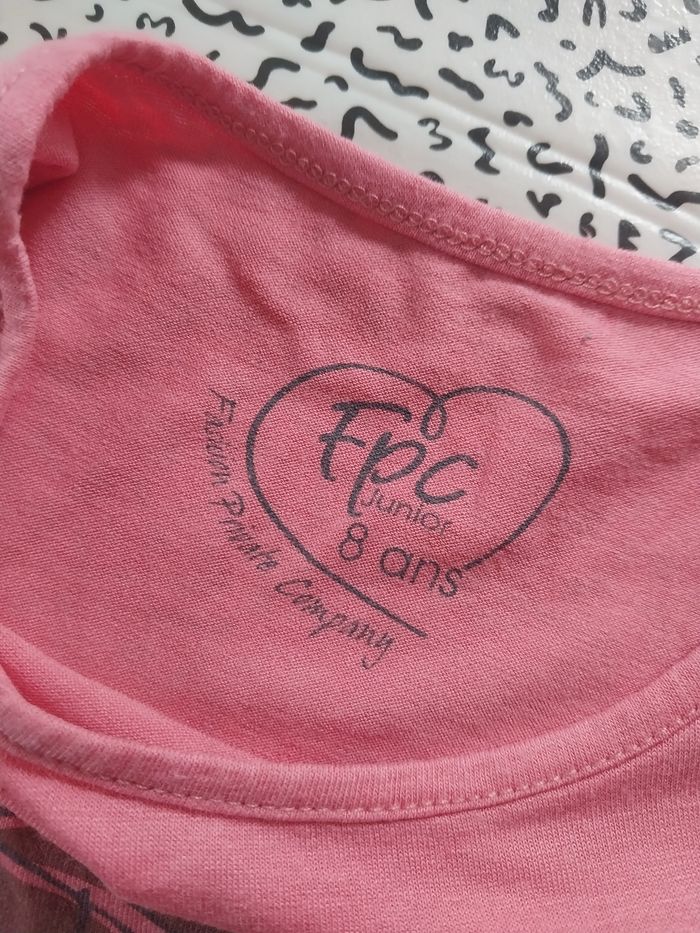 Fpc
Junior
8 ans
Fashion Private Company